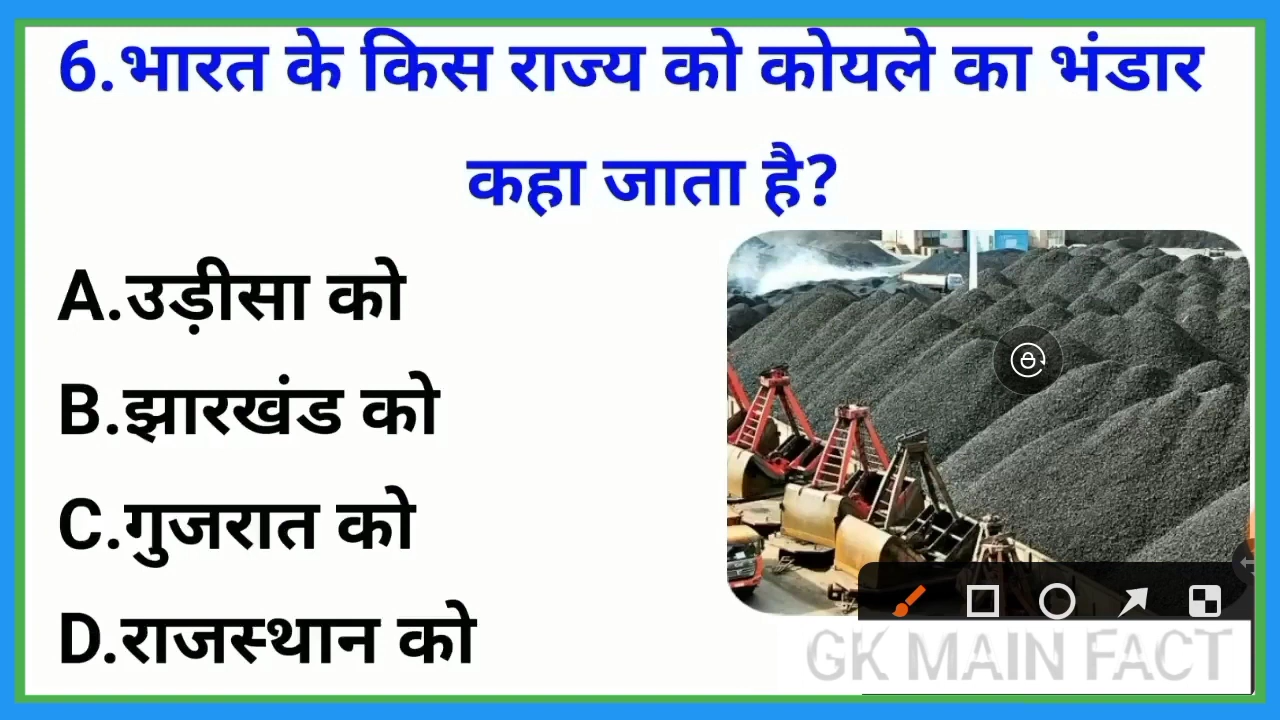 6.भारत के किस राज्य को कोयले का भंडार
कहा जाता है?
A.उड़ीसा को
B.झारखंड को
C.गुजरात को
D.राजस्थान को
GK MAIN FACT